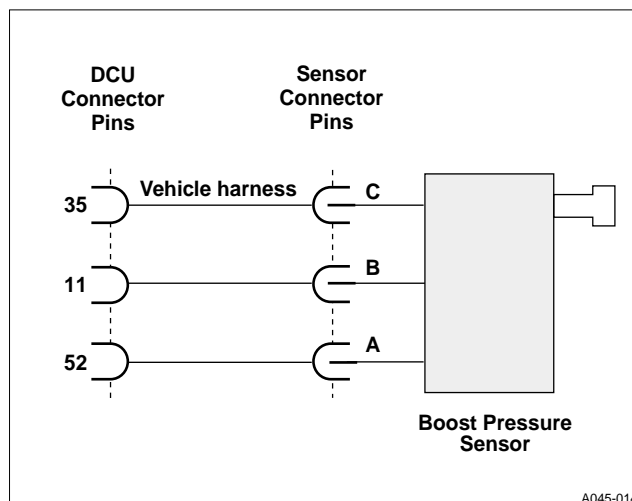 DCU
Connector
Pins
Sensor
Connector
Pins
35
Vehicle harness
C
11
B
52
A
Boost Pressure
Sensor